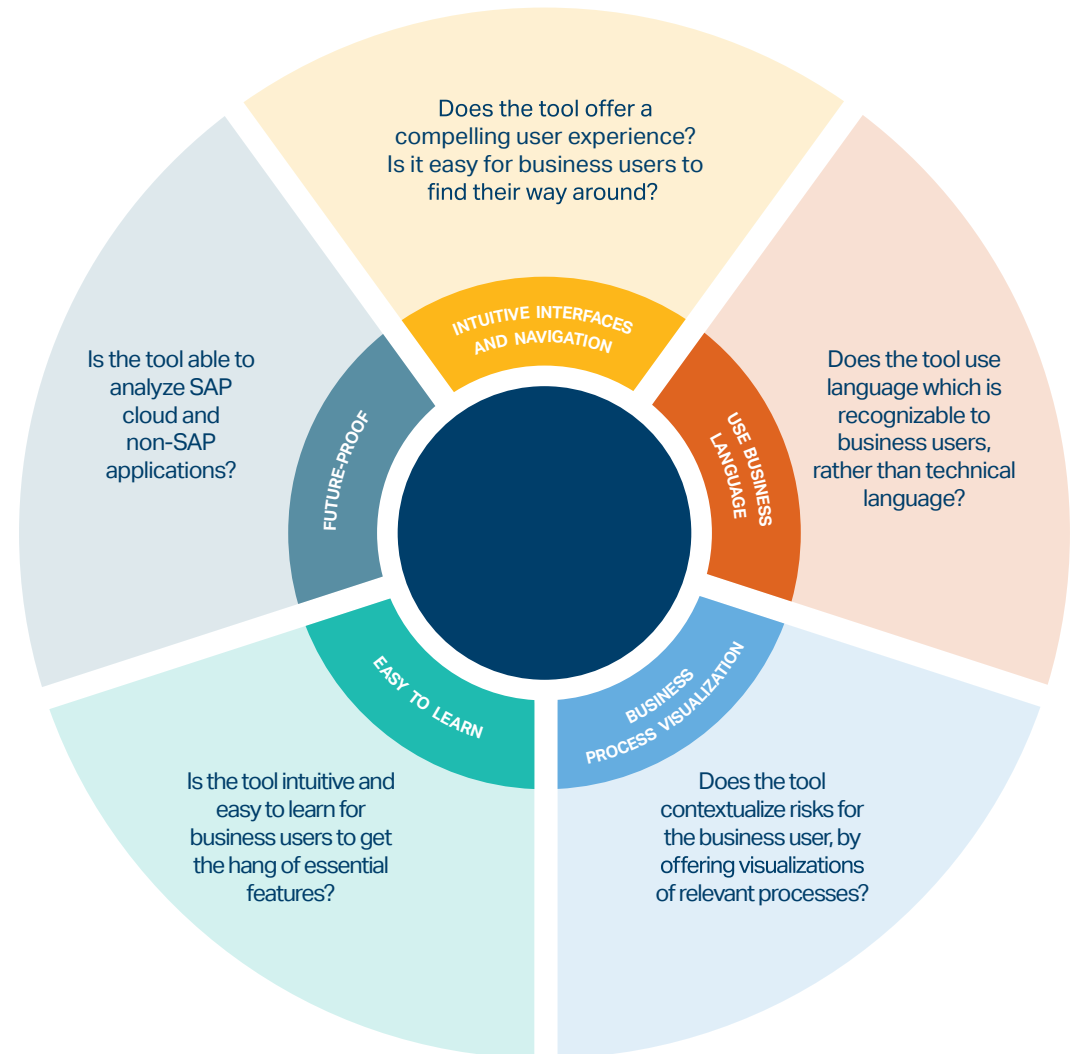 Does the tool offer a
compelling user experience?
Is it easy for business users to
find their way around?
INTUITIVE INTERFACES
AND NAVIGATION
Does the tool use
language which is
recognizable to
business users,
rather than technical
language?
USE BUSINESS
LANGUAGE
Does the tool
contextualize risks for
the business user, by
offering visualizations
of relevant processes?
BUSINESS
PROCESS VISUALIZATION
Is the tool intuitive and
easy to learn for
business users to get
the hang of essential
features?
EASY TO LEARN
Is the tool able to
analyze SAP
cloud and
non-SAP
applications?
FUTURE-PROOF